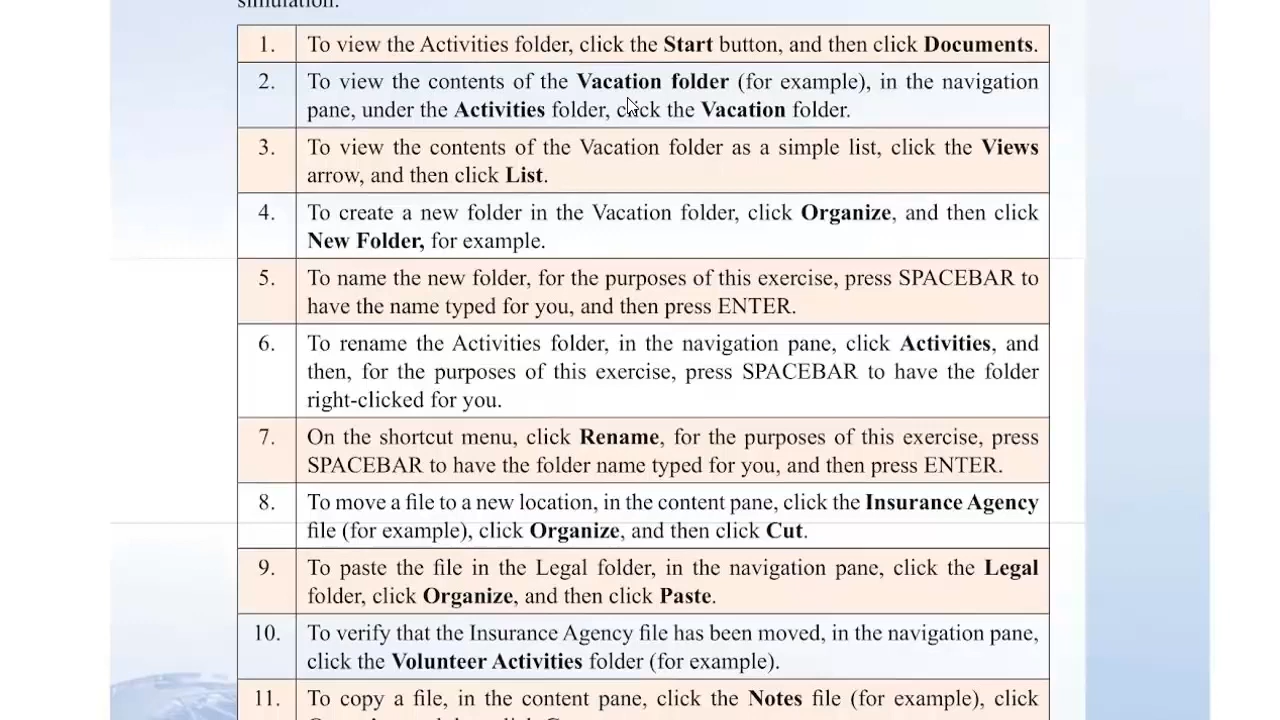 simulation.
1. To view the Activities folder, click the Start button, and then click Documents.
2. To view the contents of the Vacation folder (for example), in the navigation
pane, under the Activities folder, click the Vacation folder.
3. To view the contents of the Vacation folder as a simple list, click the Views
arrow, and then click List.
4. To create a new folder in the Vacation folder, click Organize, and then click
New Folder, for example.
5. To name the new folder, for the purposes of this exercise, press SPACEBAR to
have the name typed for you, and then press ENTER.
6. To rename the Activities folder, in the navigation pane, click Activities, and
then, for the purposes of this exercise, press SPACEBAR to have the folder
right-clicked for you.
7. On the shortcut menu, click Rename, for the purposes of this exercise, press
SPACEBAR to have the folder name typed for you, and then press ENTER.
8. To move a file to a new location, in the content pane, click the Insurance Agency
file (for example), click Organize, and then click Cut.
9. To paste the file in the Legal folder, in the navigation pane, click the Legal
folder, click Organize, and then click Paste.
10. To verify that the Insurance Agency file has been moved, in the navigation pane,
click the Volunteer Activities folder (for example).
11. To copy a file, in the content pane, click the Notes file (for example), click